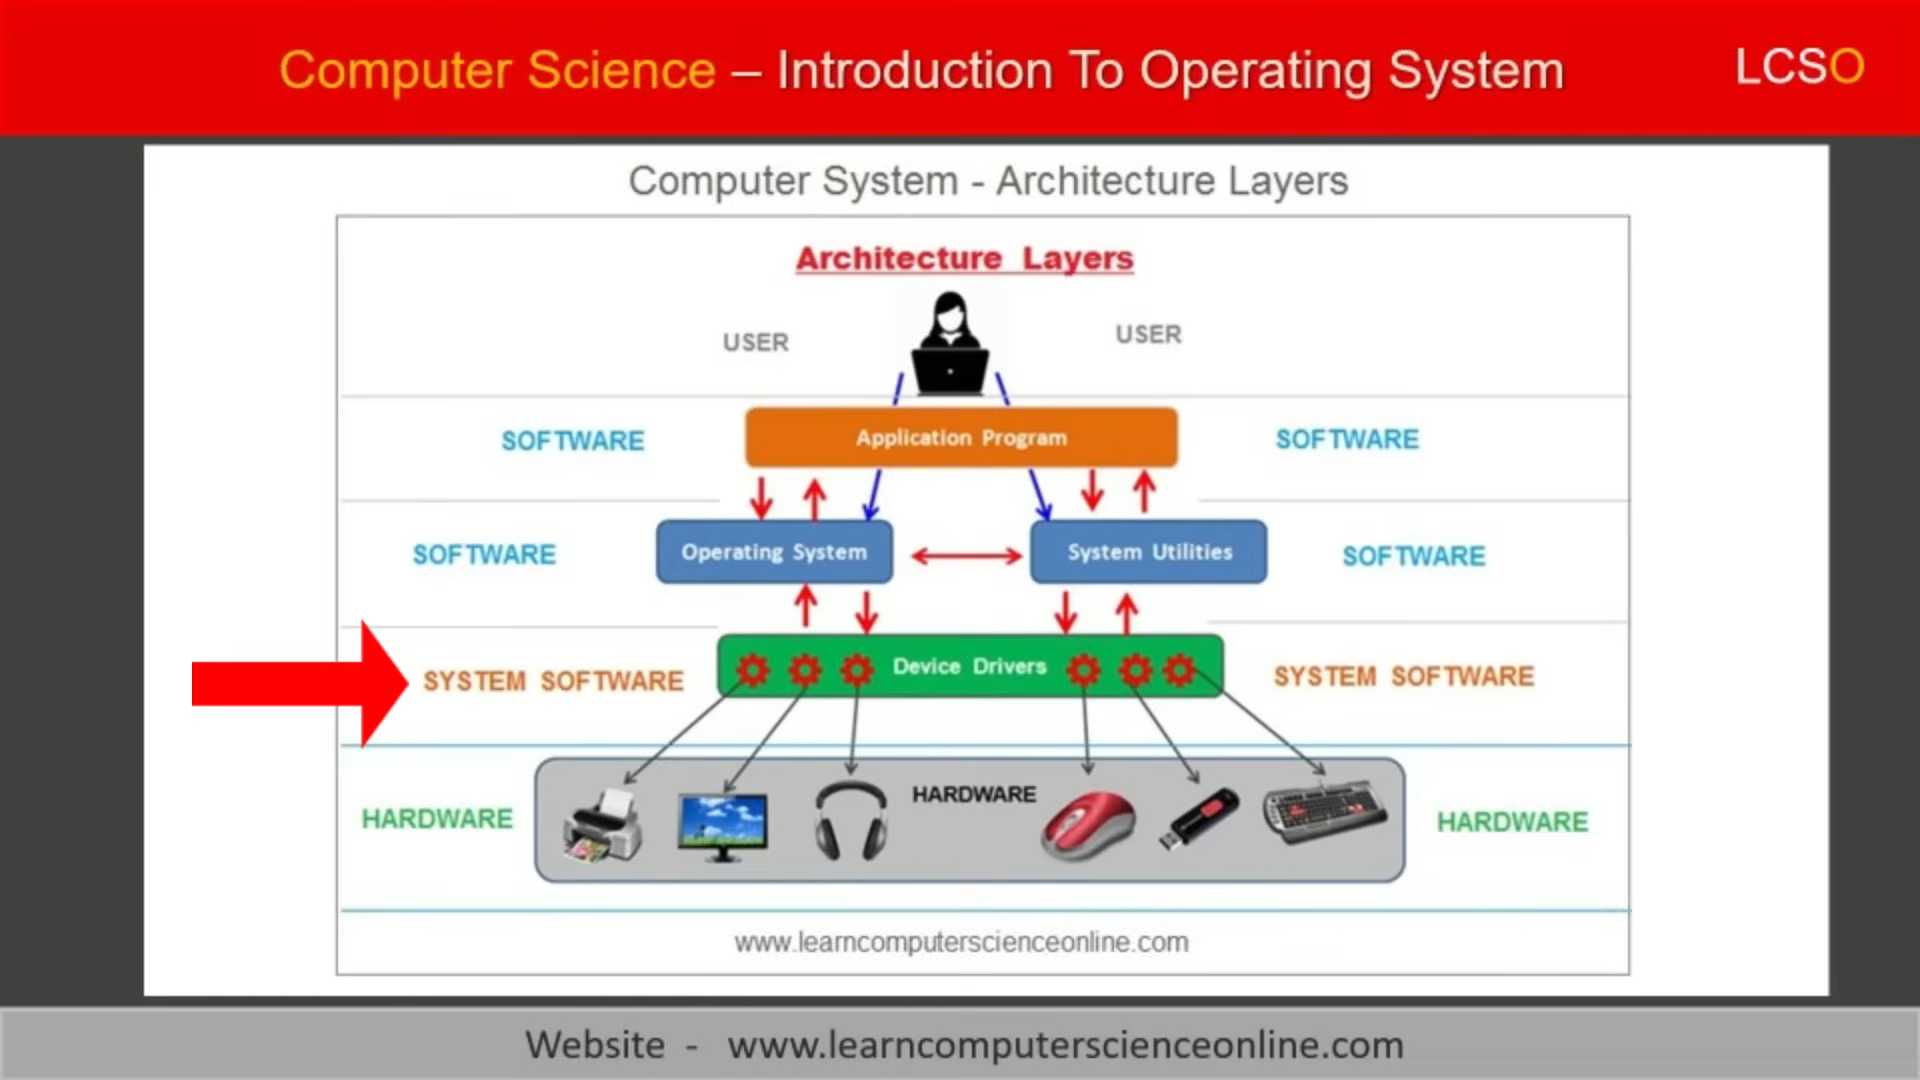 Computer Science – Introduction To Operating System
LCSO
Computer System - Architecture Layers
Architecture Layers
USER
USER
SOFTWARE
Application Program
SOFTWARE
SOFTWARE
Operating System
System Utilities
SOFTWARE
SYSTEM SOFTWARE
Device Drivers
SYSTEM SOFTWARE
HARDWARE
HARDWARE
HARDWARE
www.learncomputerscienceonline.com
Website - www.learncomputerscienceonline.com